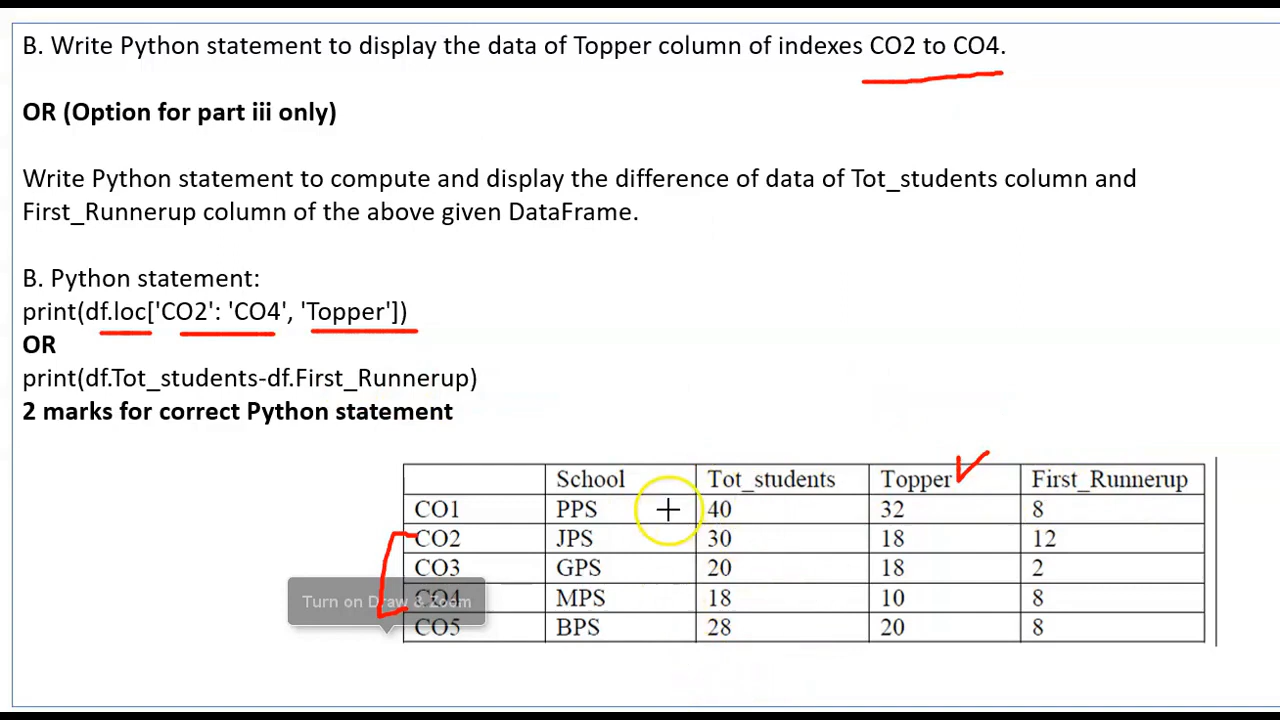 B. Write Python statement to display the data of Topper column of indexes CO2 to CO4.
OR (Option for part iii only)
Write Python statement to compute and display the difference of data of Tot_students column and
First_Runnerup column of the above given DataFrame.
B. Python statement:
print(df.loc['CO2': 'CO4', 'Topper'])
OR
print(df.Tot_students-df.First_Runnerup)
2 marks for correct Python statement
School Tot_students Topper First_Runnerup
CO1 PPS 40 32 8
CO2 JPS 30 18 12
CO3 GPS 20 18 2
CO4 MPS 18 10 8
CO5 BPS 28 20 8
Turn on Draw & Zoom